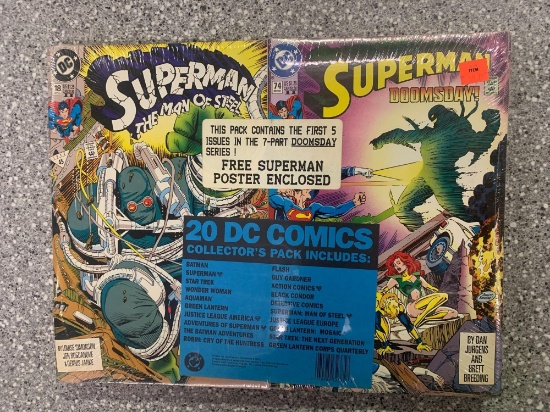 DC
18
SUPERMAN
THE MAN OF STEEL
DC
74
SUPERMAN
DOOMSDAY!
THIS PACK CONTAINS THE FIRST 5
ISSUES IN THE 7-PART DOOMSDAY
SERIES !
FREE SUPERMAN
POSTER ENCLOSED
20 DC COMICS
COLLECTOR'S PACK INCLUDES:
BATMAN
SUPERMAN
STAR TREK
WONDER WOMAN
AQUAMAN
GREEN LANTERN
JUSTICE LEAGUE AMERICA
ADVENTURES OF SUPERMAN
THE BATMAN ADVENTURES
ROBIN: CRY OF THE HUNTRESS
FLASH
GUY GARDNER
ACTION COMICS
BLACK CONDOR
DETECTIVE COMICS
SUPERMAN: MAN OF STEEL
JUSTICE LEAGUE EUROPE
GREEN LANTERN: MOSAIC
STAR TREK: THE NEXT GENERATION
GREEN LANTERN CORPS QUARTERLY
BY DAN
JURGENS
AND
BRETT
BREEDING